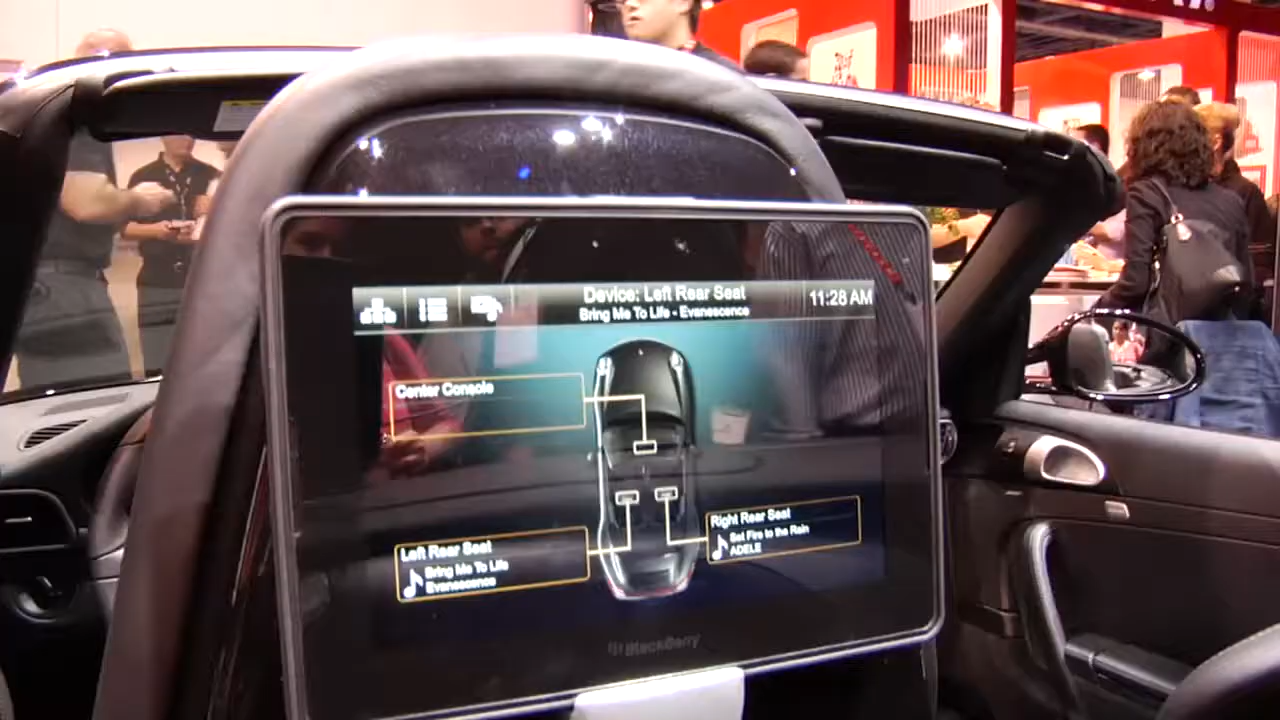 Device: Left Rear Seat
11:28 AM
Bring Me To Life - Evanescence
Center Console
Right Rear Seat
Set Fire to the Rain
ADELE
Left Rear Seat
Bring Me To Life
Evanescence
BlackBerry